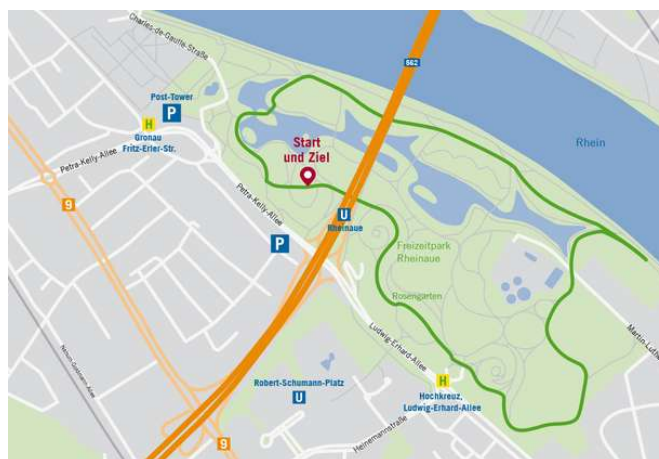 Charles-de-Gaulle-Straße
562
Post-Tower
P
H
Gronau
Fritz-Erler-Str.
Start
und Ziel
Rhein
Petra-Kelly-Allee
9
Petra-Kelly-Allee
U
Rheinaue
P
Freizeitpark
Rheinaue
Rosengarten
Ludwig-Erhard-Allee
Martin-Luth
Robert-Schumann-Platz
U
H
Hochkreuz,
Ludwig-Erhard-Allee
Heinemannstraße
9